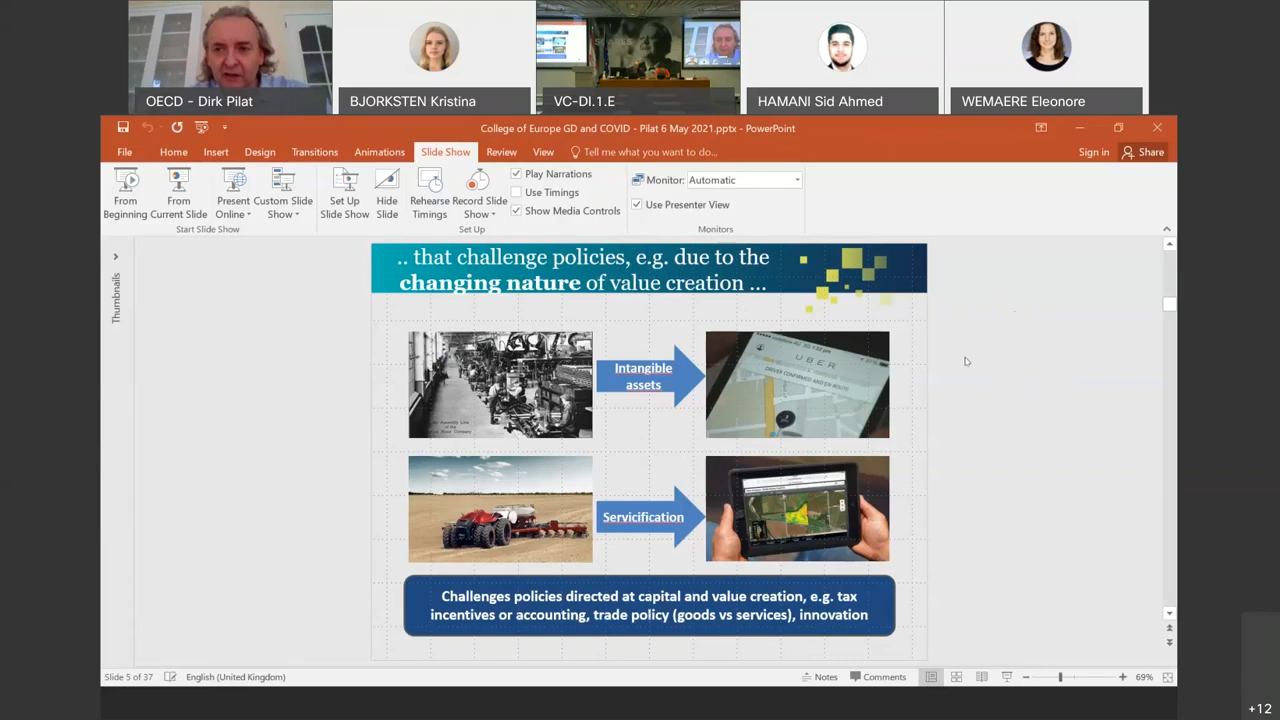 OECD - Dirk Pilat
BJORKSTEN Kristina
VC-DI.1.E
HAMANI Sid Ahmed
WEMAERE Eleonore
College of Europe GD and COVID - Pilat 6 May 2021.pptx - PowerPoint
File Home Insert Design Transitions Animations Slide Show Review View Tell me what you want to do... Sign in Share
From Beginning
From Current Slide
Present Online
Custom Slide Show
Start Slide Show
Set Up Slide Show
Hide Slide
Rehearse Timings
Record Slide Show
Play Narrations
Use Timings
Show Media Controls
Set Up
Monitor: Automatic
Use Presenter View
Monitors
Thumbnails
.. that challenge policies, e.g. due to the
changing nature of value creation ...
Intangible
assets
UBER
DRIVER CONFIRMED AND EN ROUTE
Servicification
Challenges policies directed at capital and value creation, e.g. tax
incentives or accounting, trade policy (goods vs services), innovation
Slide 5 of 37 English (United Kingdom) Notes Comments 69%
+12